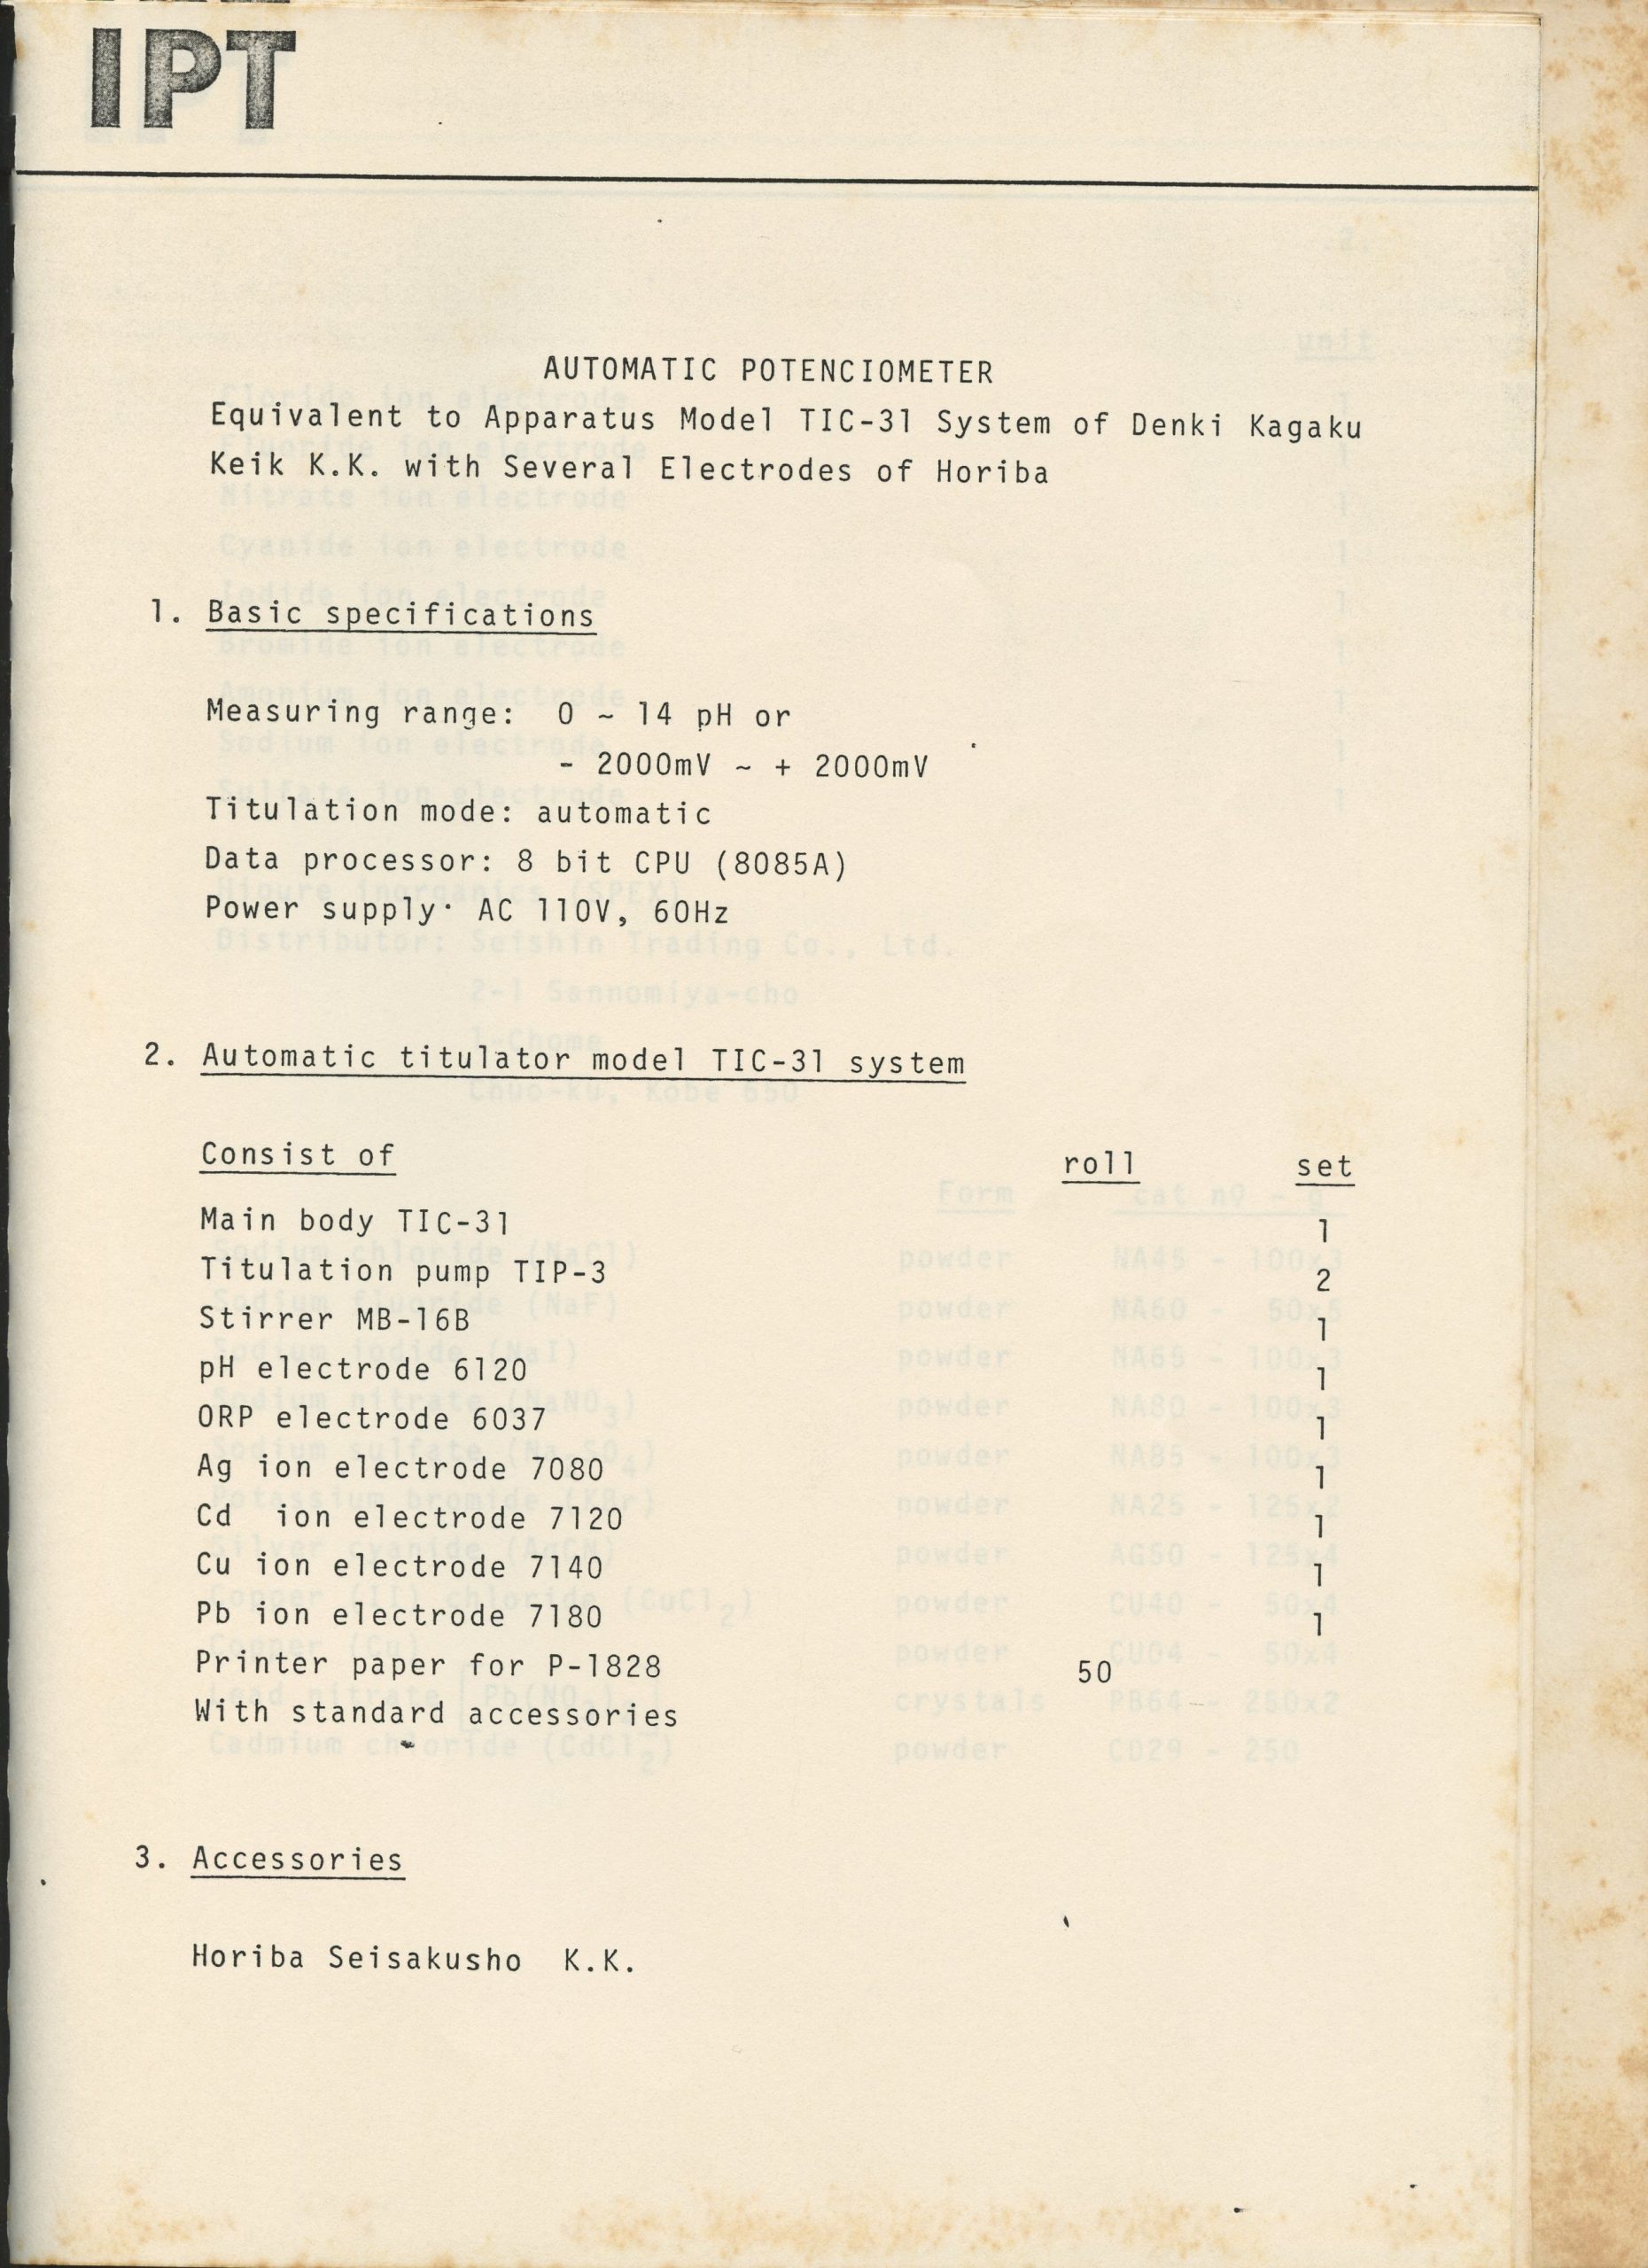 IPT
AUTOMATIC POTENCIOMETER
Equivalent to Apparatus Model TIC-31 System of Denki Kagaku
Keik K.K. with Several Electrodes of Horiba
1. Basic specifications
Measuring range: 0 ~ 14 pH or
- 2000mV ~ + 2000mV
Titulation mode: automatic
Data processor: 8 bit CPU (8085A)
Power supply· AC 110V, 60Hz
2. Automatic titulator model TIC-31 system
Consist of roll set
Main body TIC-31 1
Titulation pump TIP-3 2
Stirrer MB-16B 1
pH electrode 6120 1
ORP electrode 6037 1
Ag ion electrode 7080 1
Cd ion electrode 7120 1
Cu ion electrode 7140 1
Pb ion electrode 7180 1
Printer paper for P-1828 50
With standard accessories
3. Accessories
Horiba Seisakusho K.K.